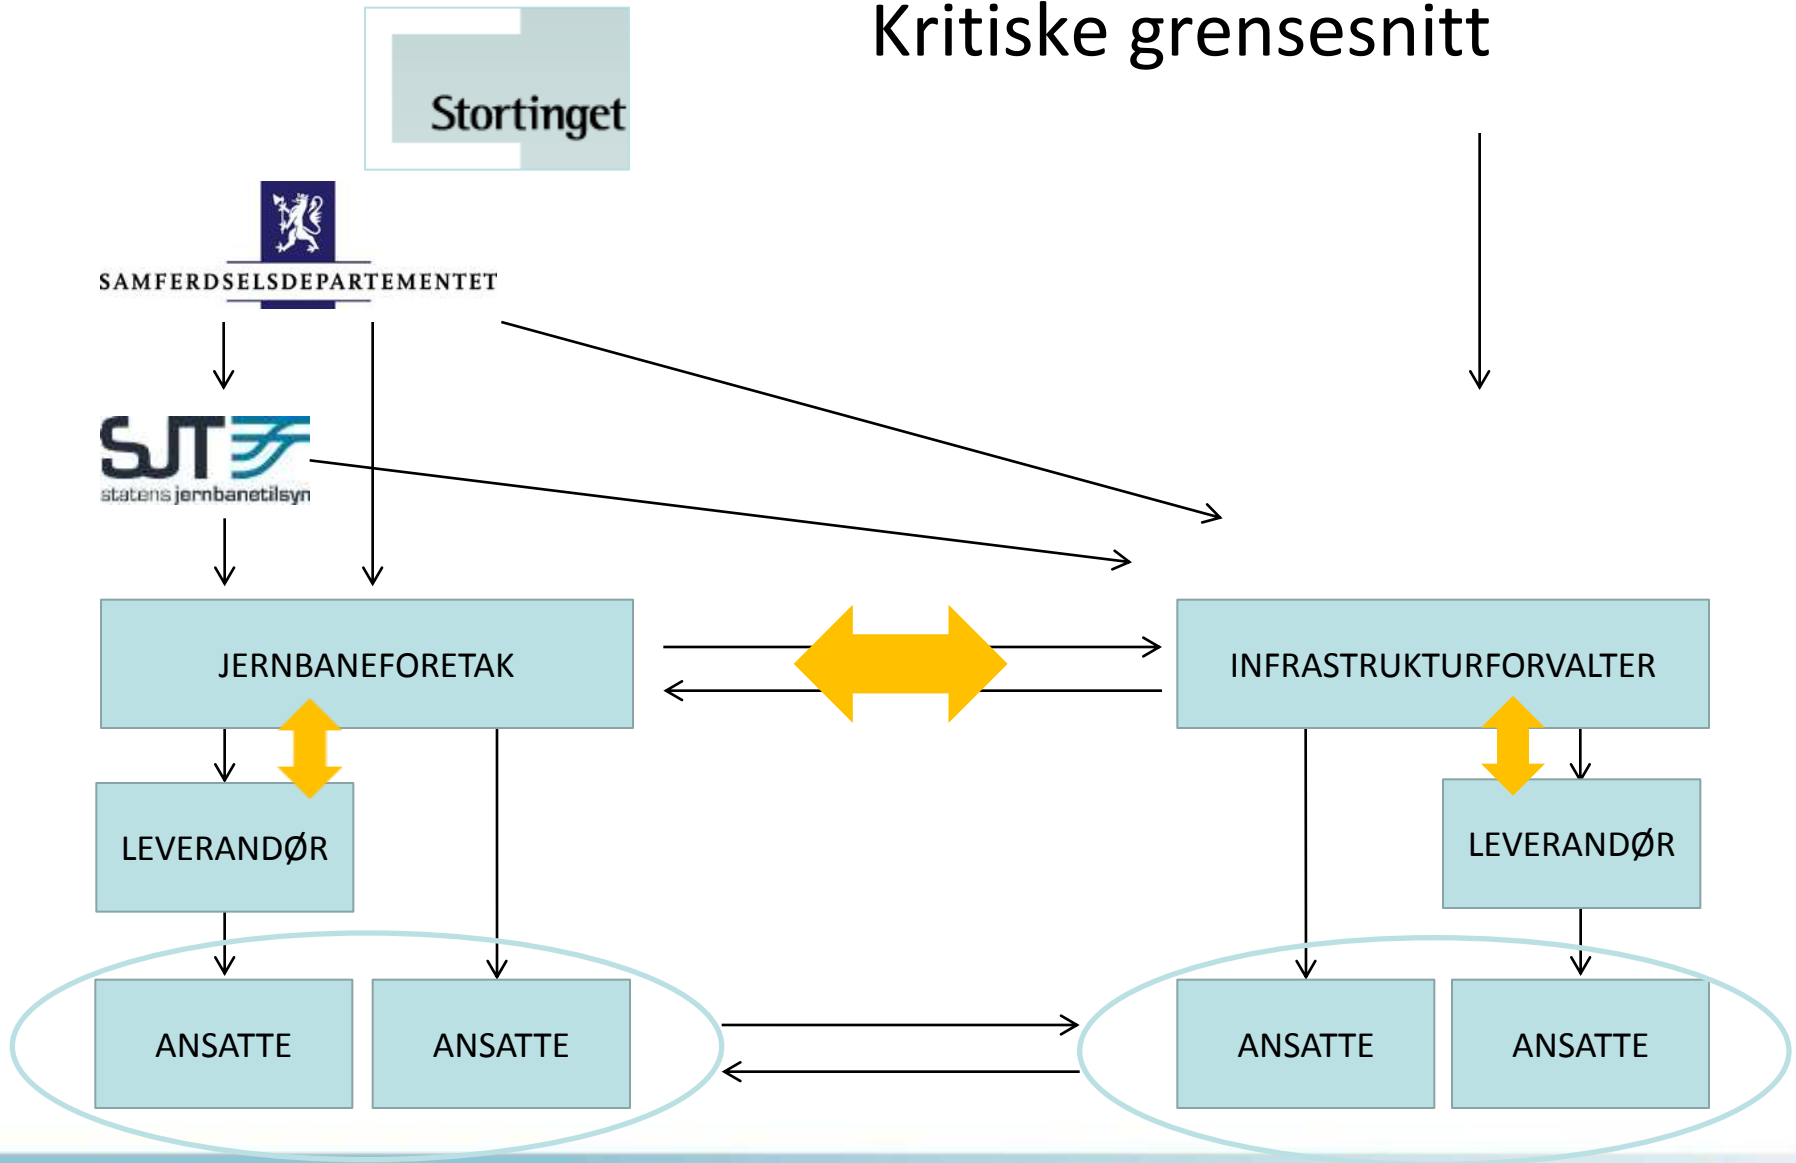 Kritiske grensesnitt
Stortinget
SAMFERDSELSDEPARTEMENTET
SJT
statens jernbanetilsyn
JERNBANEFORETAK
INFRASTRUKTURFORVALTER
LEVERANDØR
LEVERANDØR
ANSATTE
ANSATTE
ANSATTE
ANSATTE